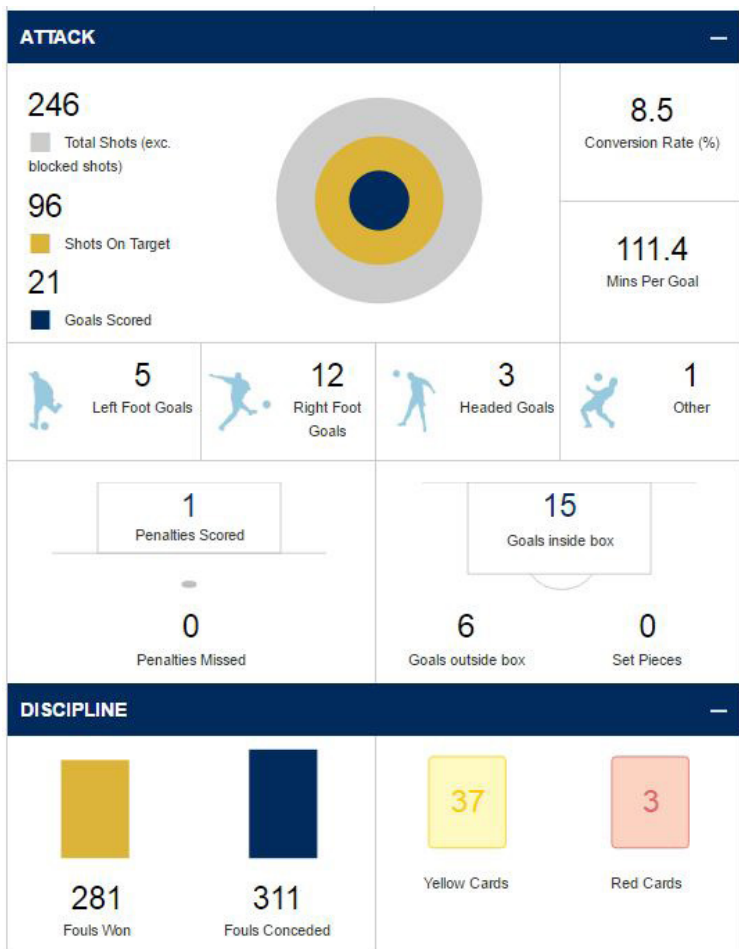 ATTACK
246
Total Shots (exc.
blocked shots)
96
Shots On Target
21
Goals Scored
8.5
Conversion Rate (%)
111.4
Mins Per Goal
5
Left Foot Goals
12
Right Foot
Goals
3
Headed Goals
1
Other
1
Penalties Scored
0
Penalties Missed
15
Goals inside box
6
Goals outside box
0
Set Pieces
DISCIPLINE
281
Fouls Won
311
Fouls Conceded
37
Yellow Cards
3
Red Cards